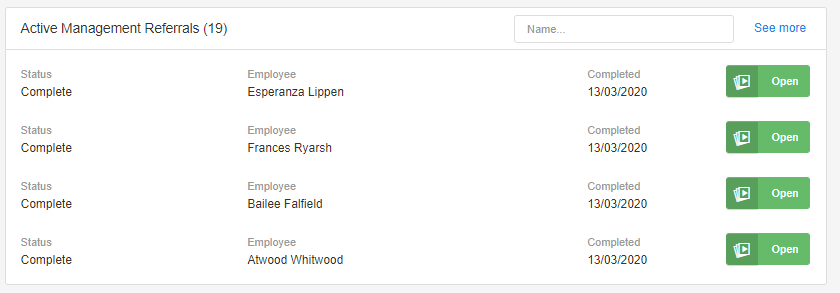 Active Management Referrals (19) Name... See more
Status Employee Completed
Complete Esperanza Lippen 13/03/2020 Open
Status Employee Completed
Complete Frances Ryarsh 13/03/2020 Open
Status Employee Completed
Complete Bailee Falfield 13/03/2020 Open
Status Employee Completed
Complete Atwood Whitwood 13/03/2020 Open